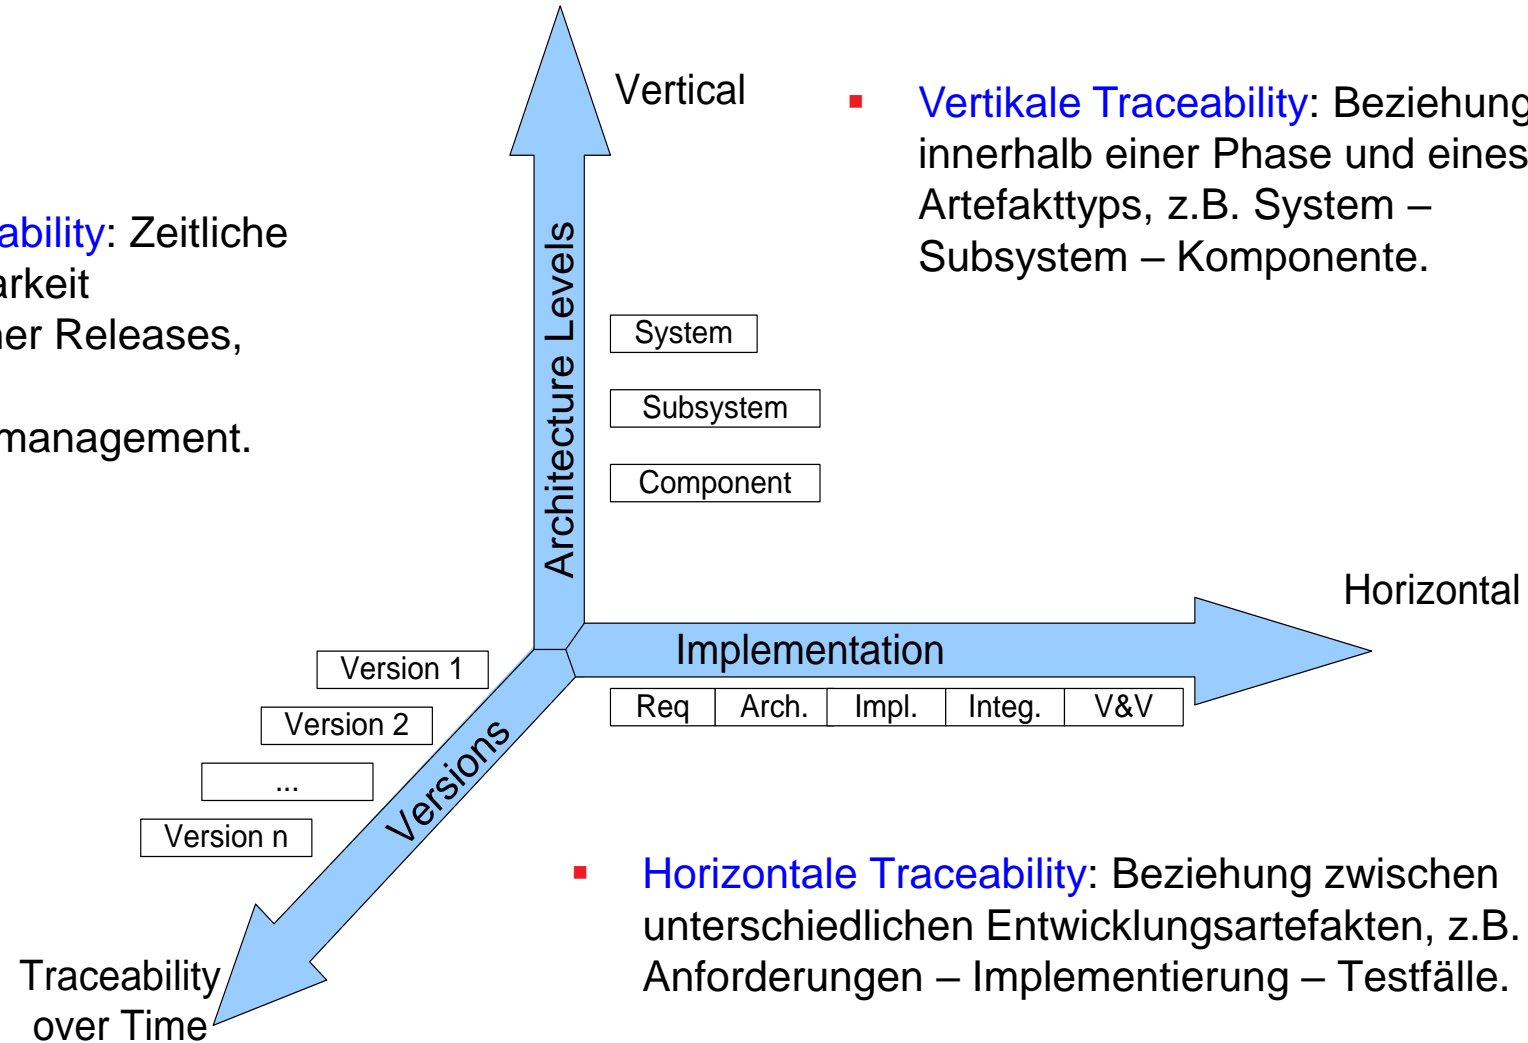 Vertical
Vertikale Traceability: Beziehung
innerhalb einer Phase und eines
Artefakttyps, z.B. System –
Subsystem – Komponente.
ability: Zeitliche
arkeit
ner Releases,
management.
Architecture Levels
System
Subsystem
Component
Horizontal
Implementation
Req Arch. Impl. Integ. V&V
Version 1
Version 2
...
Version n
Versions
Traceability
over Time
Horizontale Traceability: Beziehung zwischen
unterschiedlichen Entwicklungsartefakten, z.B.
Anforderungen – Implementierung – Testfälle.